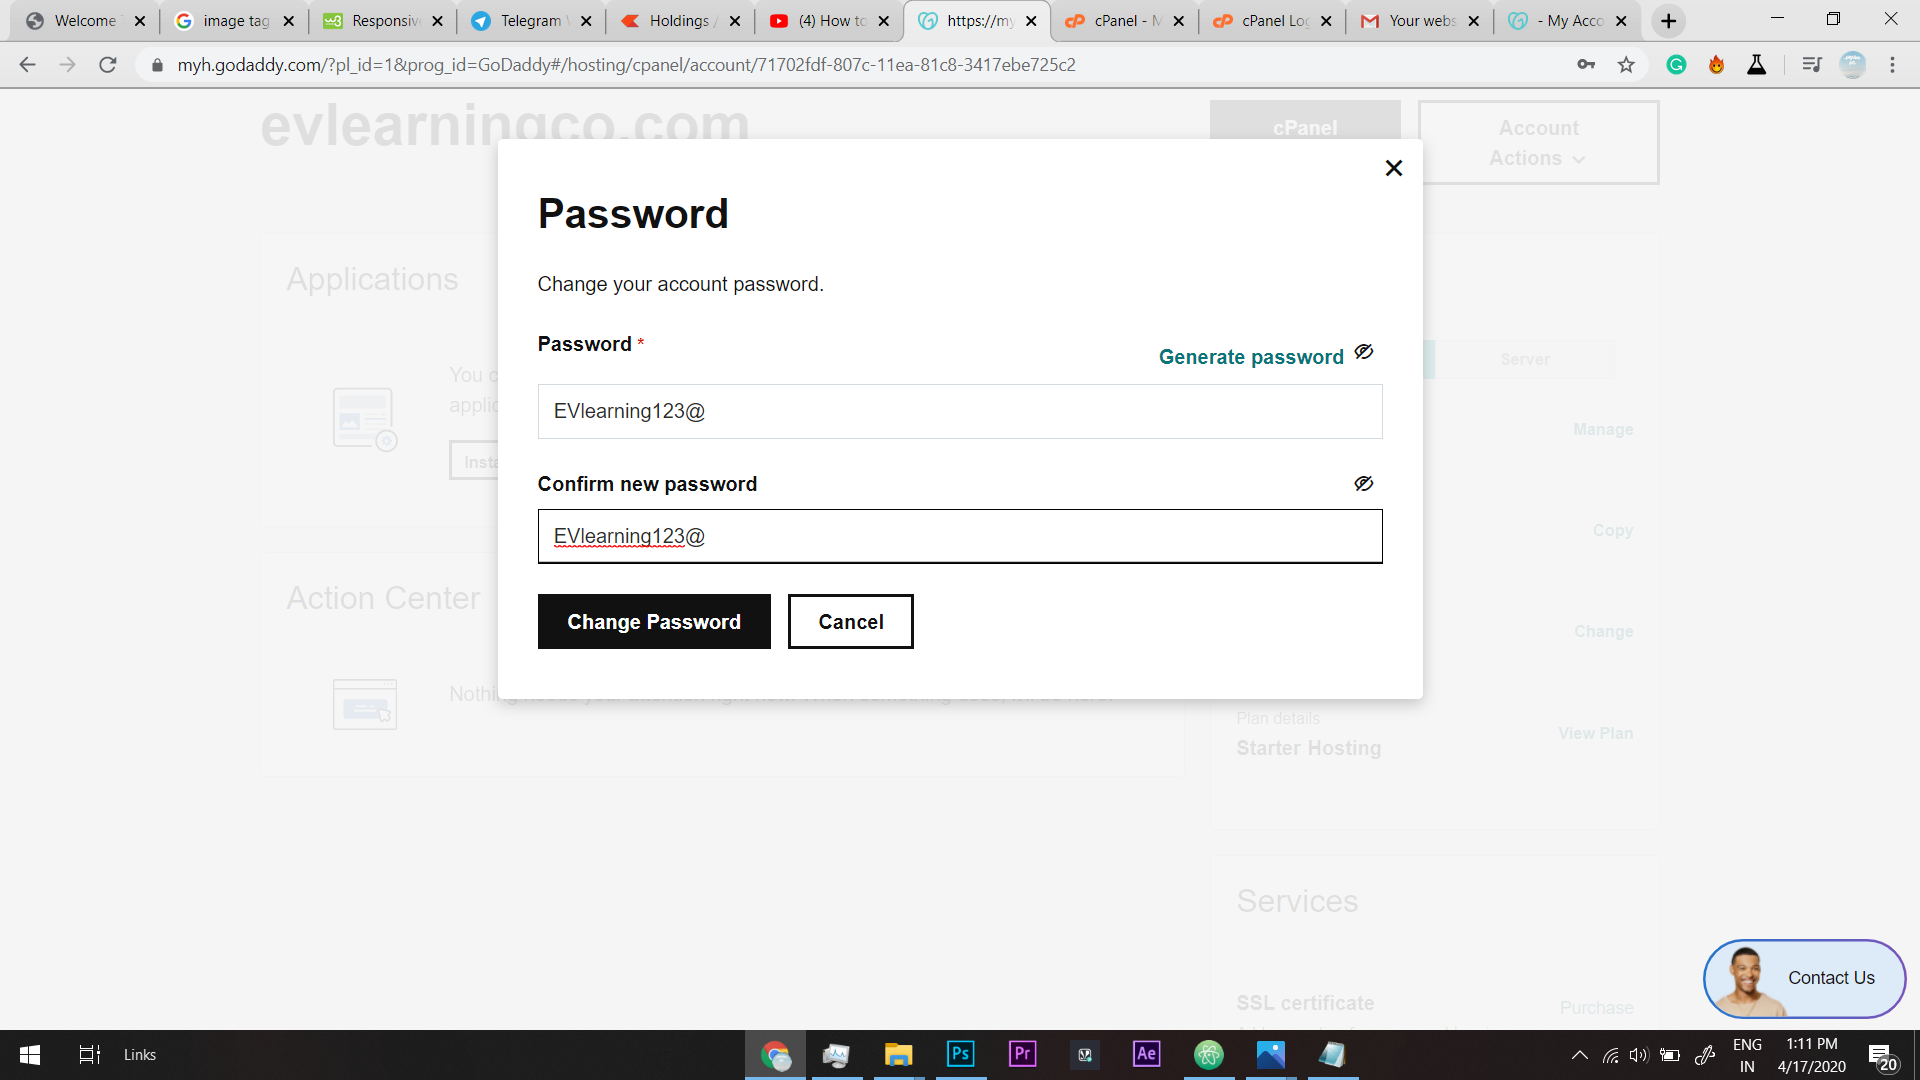 Welcome
image tag
Responsiv
Telegram
Holdings
(4) How to
https://my
cPanel - M
cPanel Log
Your webs
- My Acco
myh.godaddy.com/?pl_id=1&prog_id=GoDaddy#/hosting/cpanel/account/71702fdf-807c-11ea-81c8-3417ebe725c2
evlearningco.com
cPanel
Account
Actions
Password
Change your account password.
Password *
Generate password
EVlearning123@
Confirm new password
EVlearning123@
Change Password
Cancel
Applications
You c
applic
Insta
Server
Manage
Copy
Change
Action Center
Plan details
Starter Hosting
View Plan
Services
SSL certificate
Purchase
Contact Us
Links
Ps
Pr
Ae
ENG
IN
1:11 PM
4/17/2020
20